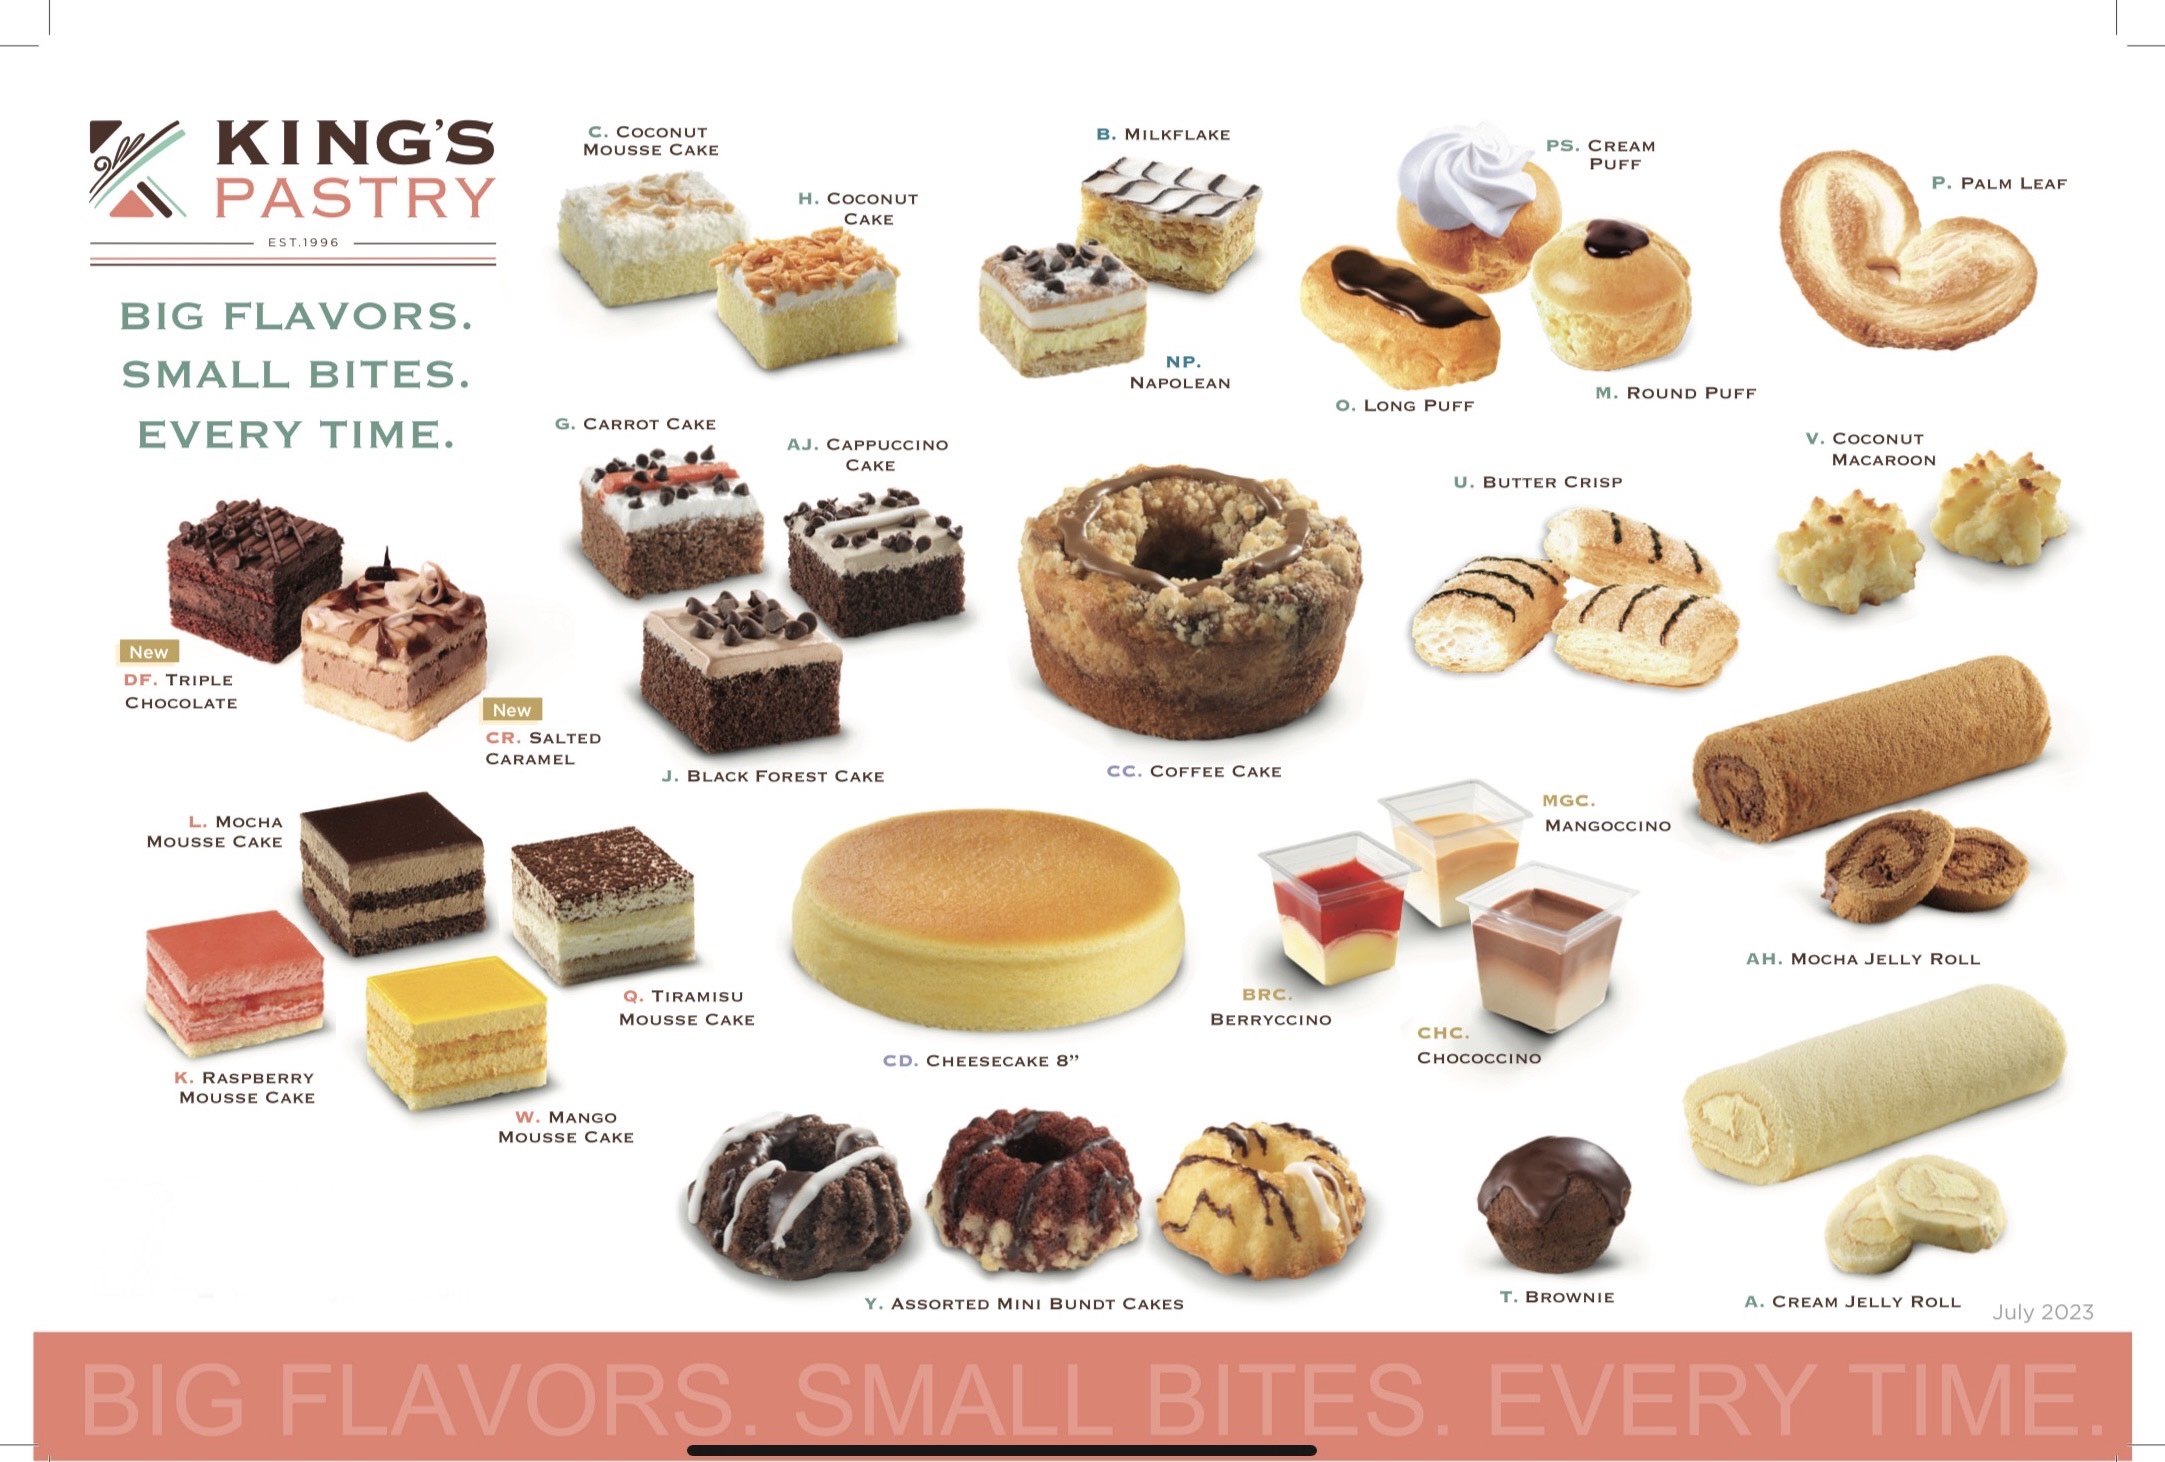 KING'S
PASTRY
EST.1996
BIG FLAVORS.
SMALL BITES.
EVERY TIME.
C. COCONUT
MOUSSE CAKE
H. COCONUT
CAKE
B. MILKFLAKE
NP.
NAPOLEAN
PS. CREAM
PUFF
O. LONG PUFF
M. ROUND PUFF
P. PALM LEAF
G. CARROT CAKE
AJ. CAPPUCCINO
CAKE
J. BLACK FOREST CAKE
CC. COFFEE CAKE
U. BUTTER CRISP
V. COCONUT
MACAROON
New
DF. TRIPLE
CHOCOLATE
New
CR. SALTED
CARAMEL
L. MOCHA
MOUSSE CAKE
Q. TIRAMISU
MOUSSE CAKE
K. RASPBERRY
MOUSSE CAKE
W. MANGO
MOUSSE CAKE
CD. CHEESECAKE 8”
MGC.
MANGOCCINO
BRC.
BERRYCCINO
CHC.
CHOCOCCINO
AH. MOCHA JELLY ROLL
Y. ASSORTED MINI BUNDT CAKES
T. BROWNIE
A. CREAM JELLY ROLL
July 2023
BIG FLAVORS. SMALL BITES. EVERY TIME.